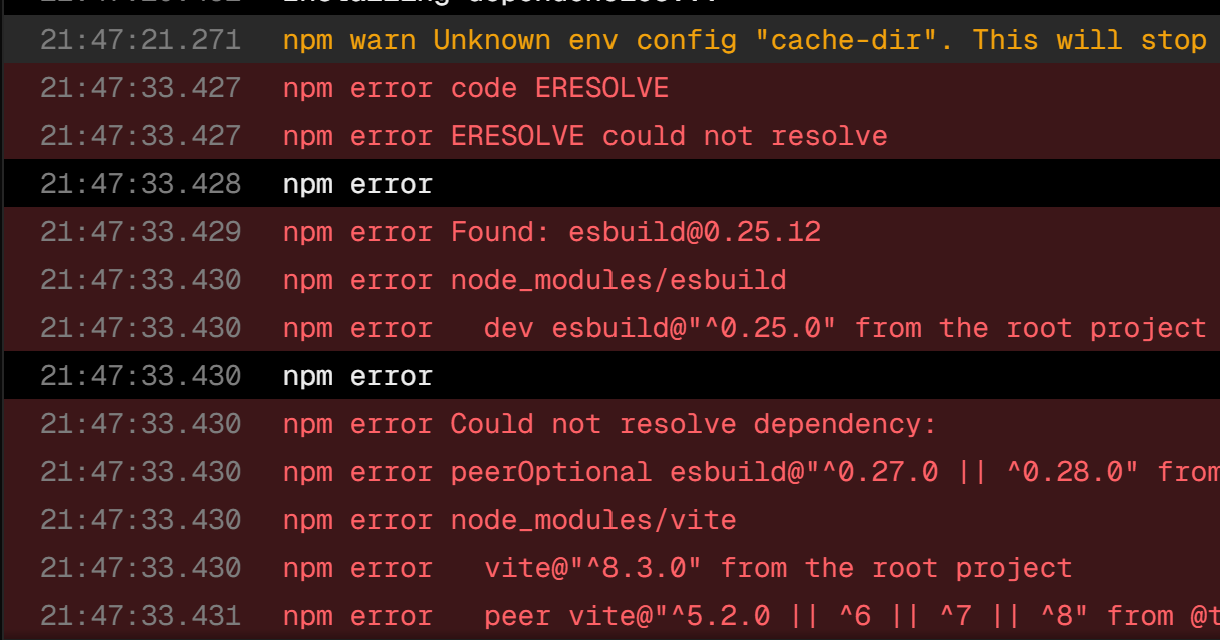 21:47:21.271 npm warn Unknown env config "cache-dir". This will stop
21:47:33.427 npm error code ERESOLVE
21:47:33.427 npm error ERESOLVE could not resolve
21:47:33.428 npm error
21:47:33.429 npm error Found: esbuild@0.25.12
21:47:33.430 npm error node_modules/esbuild
21:47:33.430 npm error   dev esbuild@"^0.25.0" from the root project
21:47:33.430 npm error
21:47:33.430 npm error Could not resolve dependency:
21:47:33.430 npm error peerOptional esbuild@"^0.27.0 || ^0.28.0" from
21:47:33.430 npm error node_modules/vite
21:47:33.430 npm error   vite@"^8.3.0" from the root project
21:47:33.431 npm error   peer vite@"^5.2.0 || ^6 || ^7 || ^8" from @t